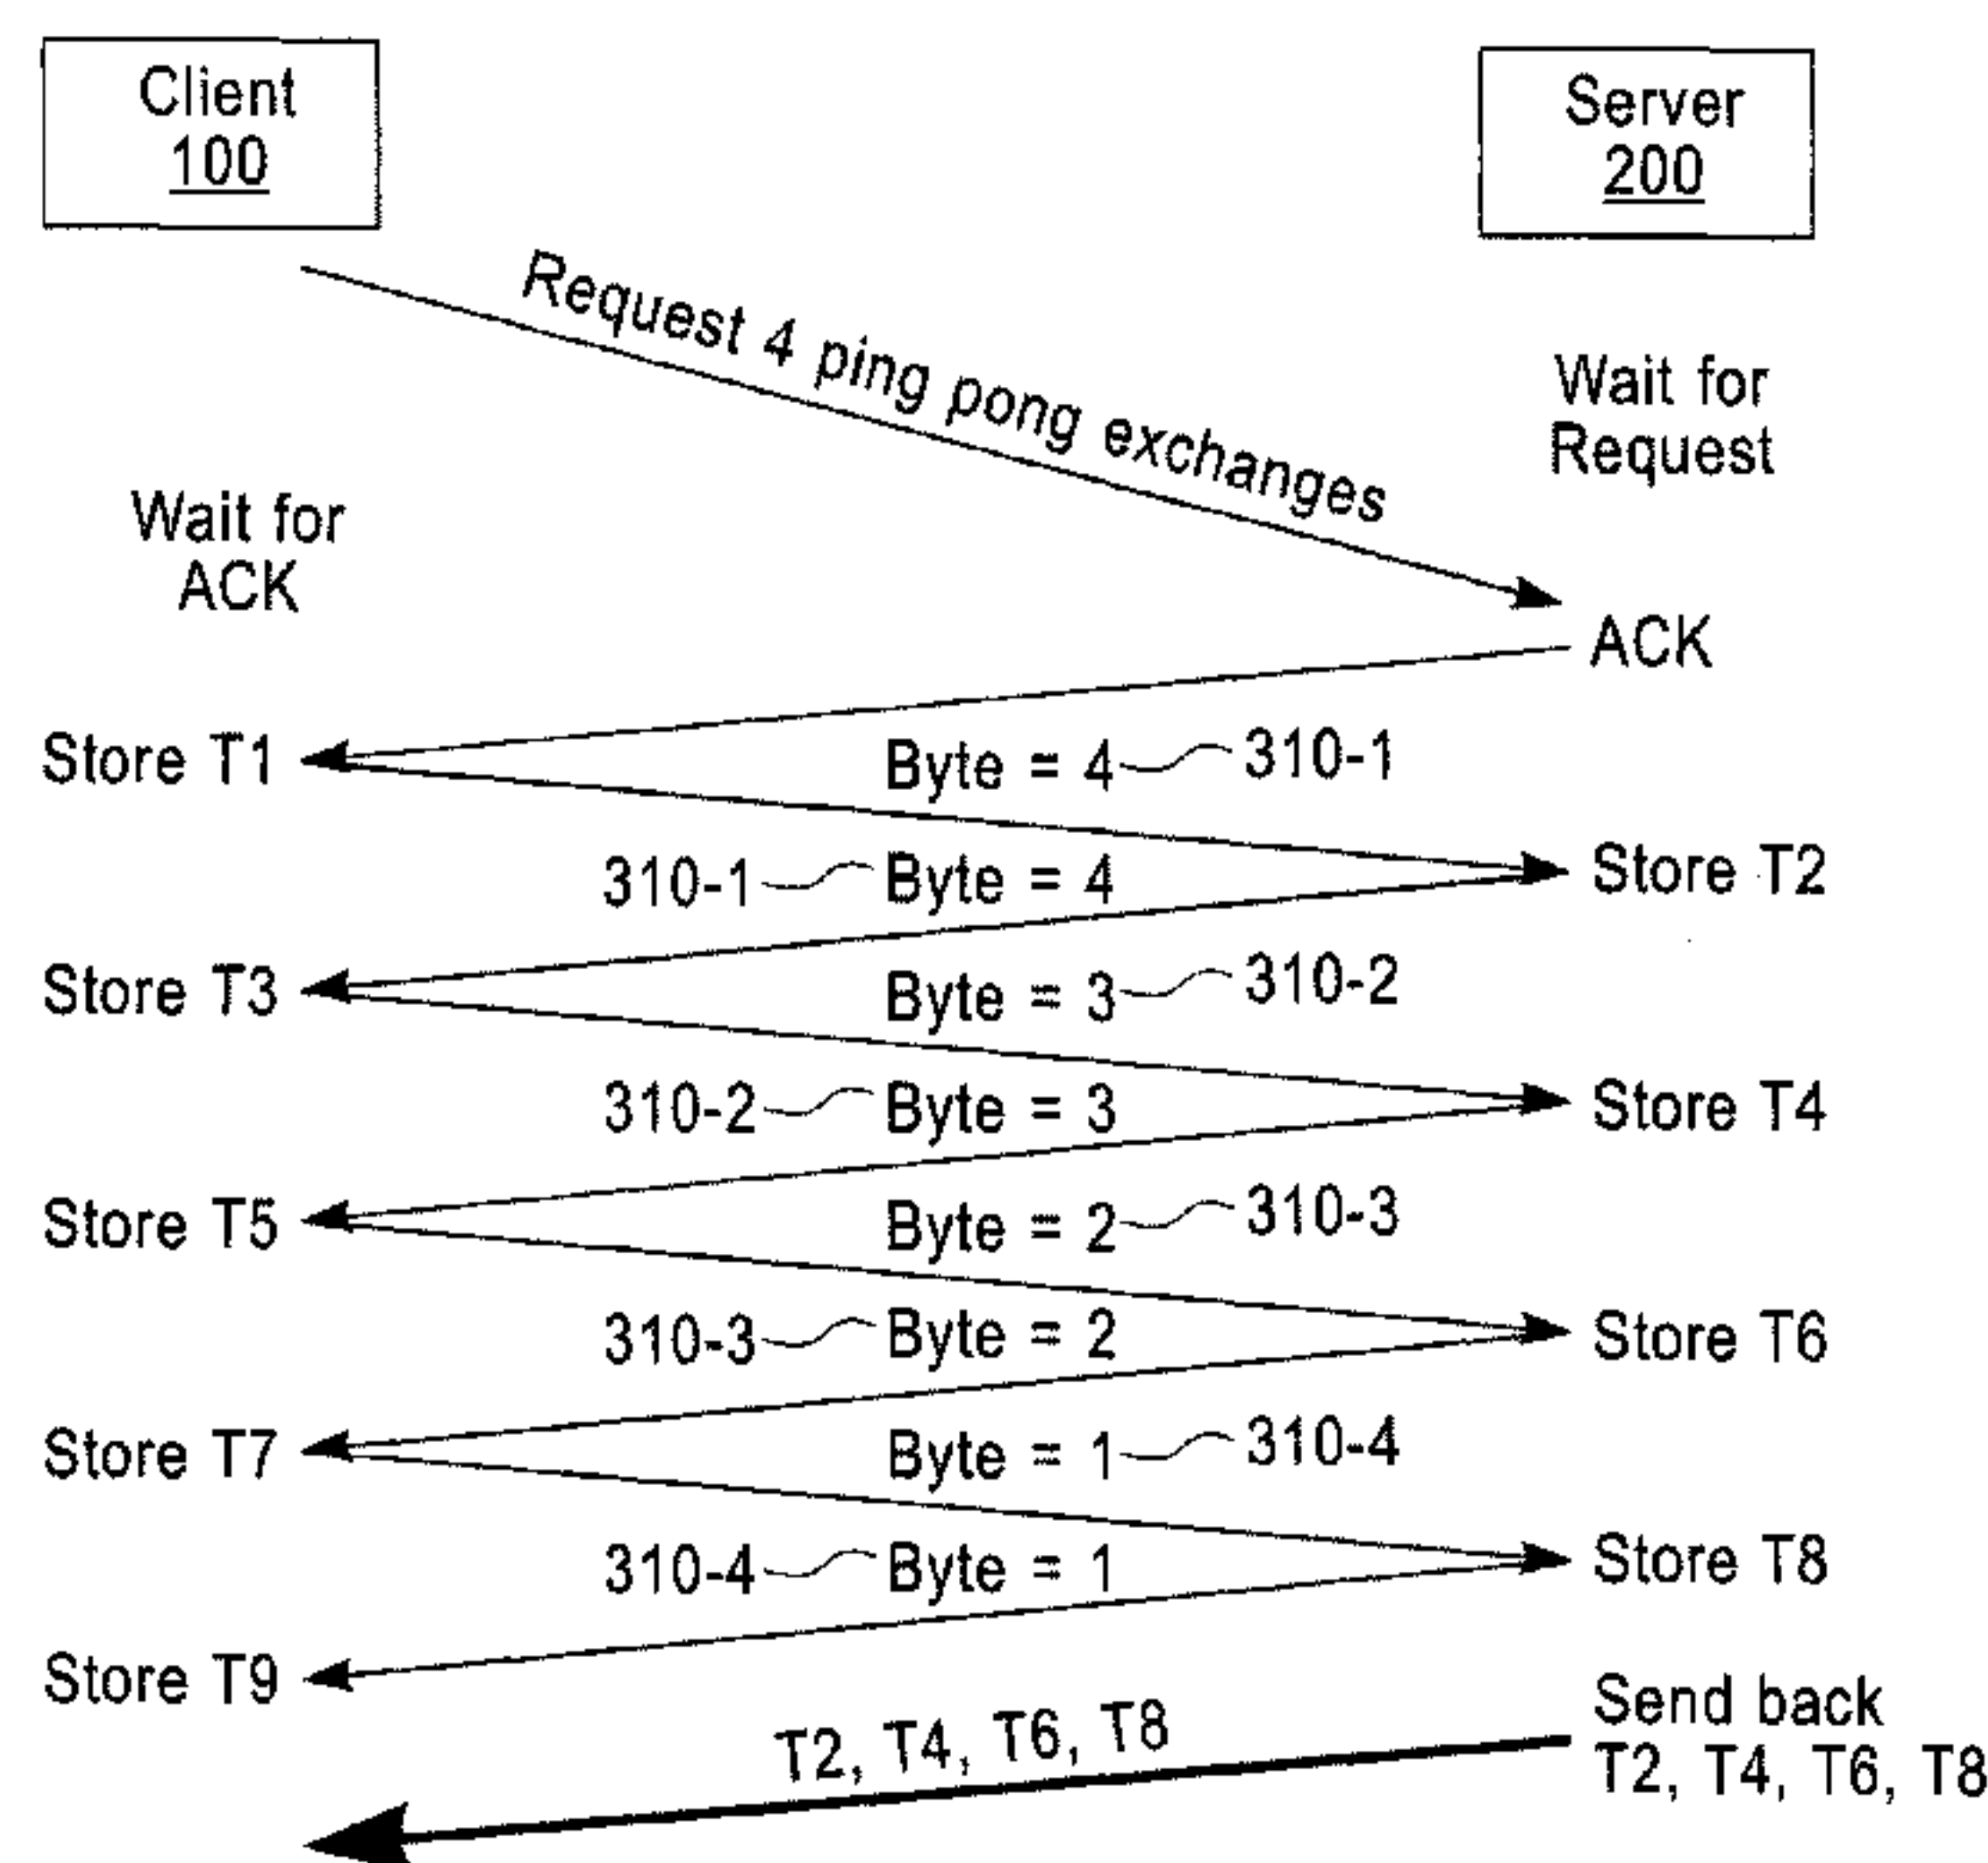 Client
100
Server
200
Request 4 ping pong exchanges
Wait for
Request
Wait for
ACK
ACK
Store T1
Byte = 4
310-1
310-1
Byte = 4
Store T2
Store T3
Byte = 3
310-2
310-2
Byte = 3
Store T4
Store T5
Byte = 2
310-3
310-3
Byte = 2
Store T6
Store T7
Byte = 1
310-4
310-4
Byte = 1
Store T8
Store T9
T2, T4, T6, T8
Send back
T2, T4, T6, T8